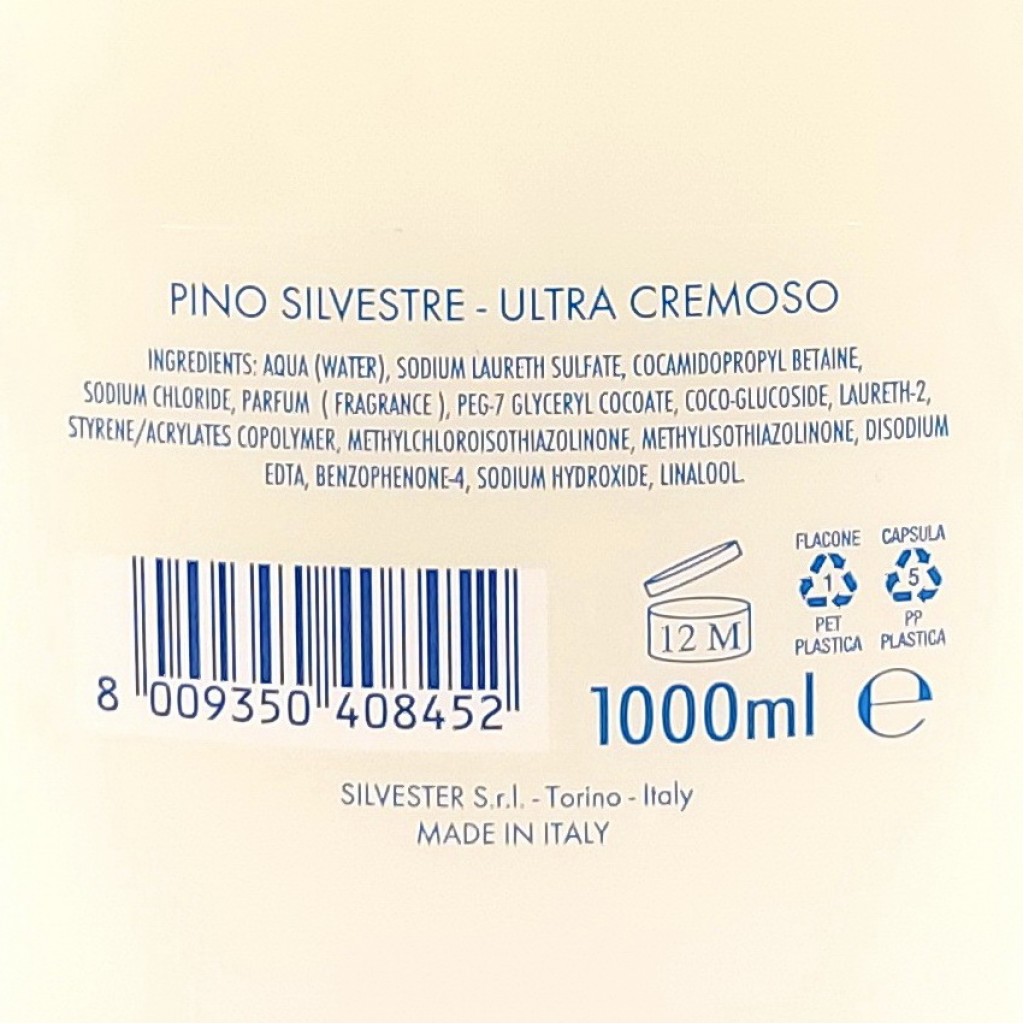 PINO SILVESTRE - ULTRA CREMOSO
INGREDIENTS: AQUA (WATER), SODIUM LAURETH SULFATE, COCAMIDOPROPYL BETAINE,
SODIUM CHLORIDE, PARFUM ( FRAGRANCE ), PEG-7 GLYCERYL COCOATE, COCO-GLUCOSIDE, LAURETH-2,
STYRENE/ACRYLATES COPOLYMER, METHYLCHLOROISOTHIAZOLINONE, METHYLISOTHIAZOLINONE, DISODIUM
EDTA, BENZOPHENONE-4, SODIUM HYDROXIDE, LINALOOL.
FLACONE CAPSULA
1 5
PET PP
PLASTICA PLASTICA
12 M
8 009350 408452
1000ml e
SILVESTER S.r.l. - Torino - Italy
MADE IN ITALY